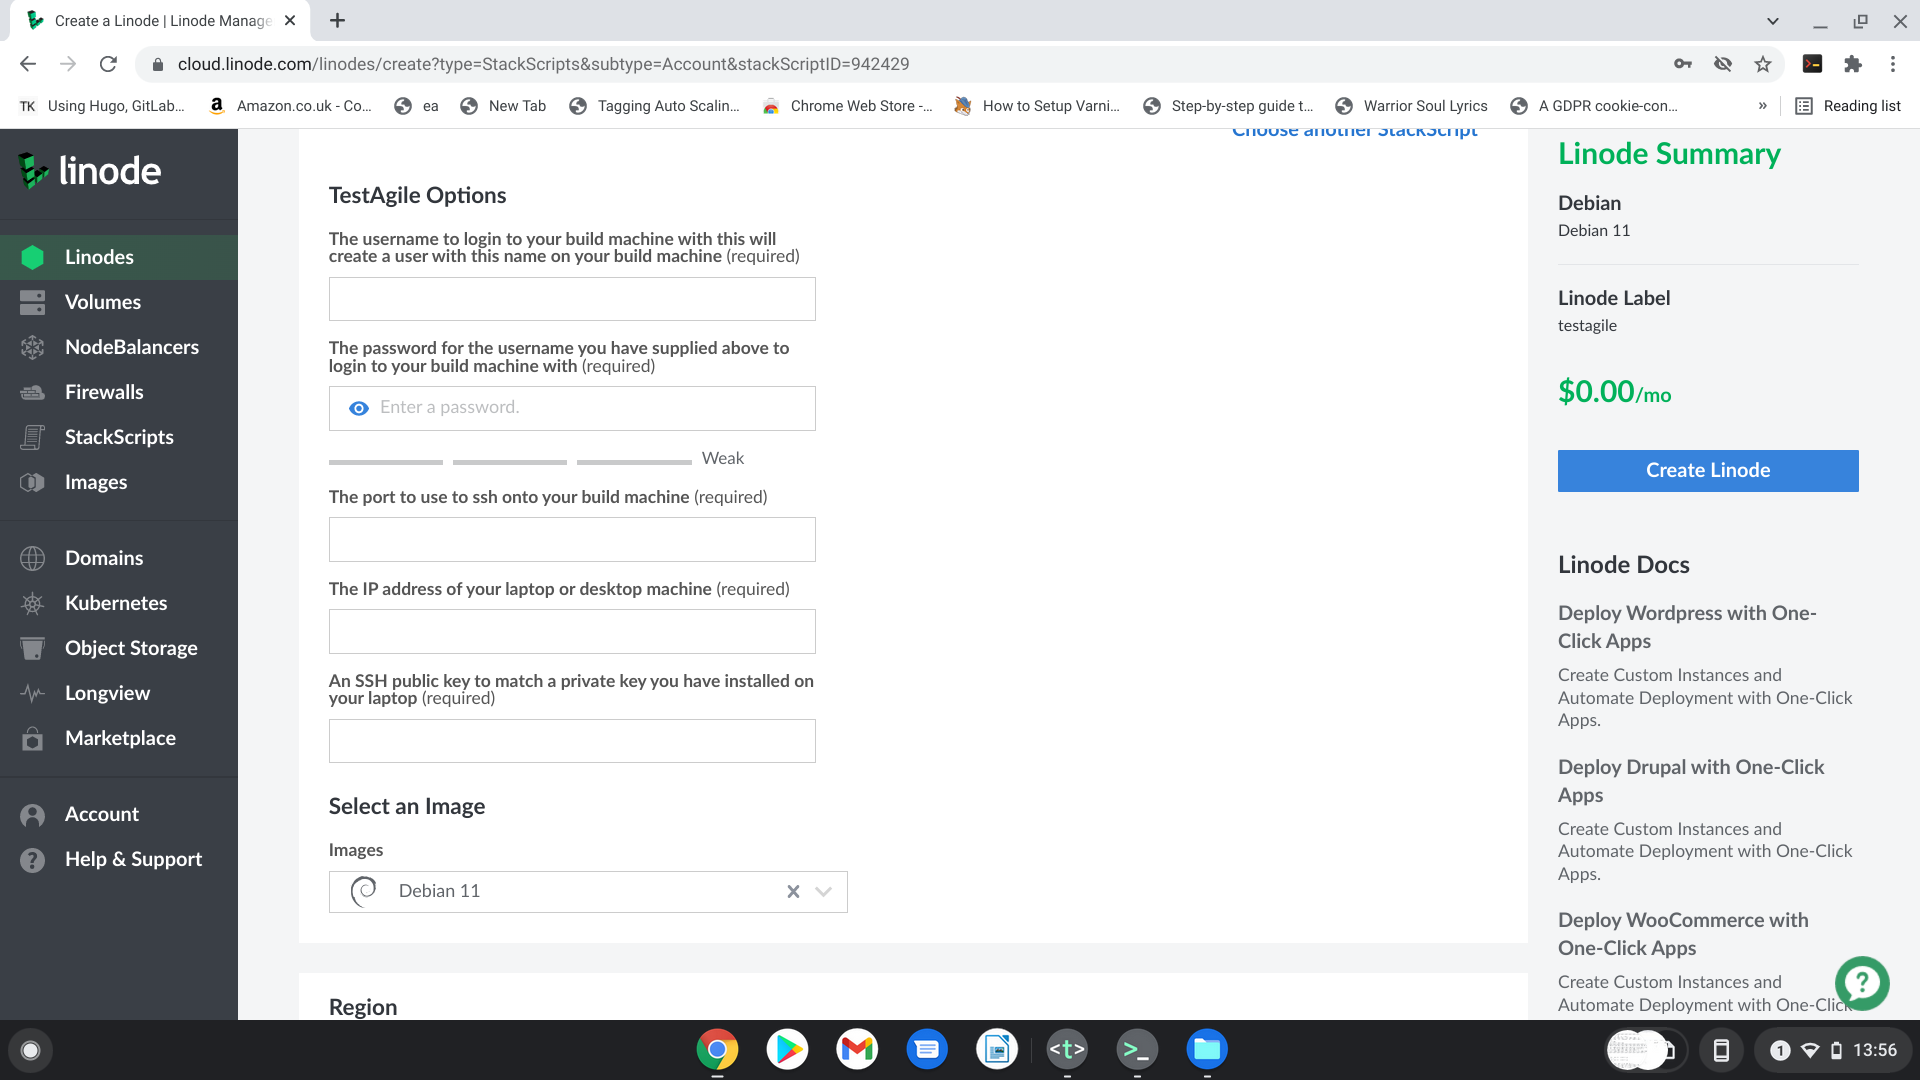 Create a Linode | Linode Manage
cloud.linode.com/linodes/create?type=StackScripts&subtype=Account&stackScriptID=942429
TK Using Hugo, GitLab... Amazon.co.uk - Co... ea New Tab Tagging Auto Scalin... Chrome Web Store -... How to Setup Varni... Step-by-step guide t... Warrior Soul Lyrics A GDPR cookie-con... » Reading list
linode
Linodes
Volumes
NodeBalancers
Firewalls
StackScripts
Images
Domains
Kubernetes
Object Storage
Longview
Marketplace
Account
Help & Support
Choose another StackScript
TestAgile Options
The username to login to your build machine with this will
create a user with this name on your build machine (required)
The password for the username you have supplied above to
login to your build machine with (required)
Enter a password.
Weak
The port to use to ssh onto your build machine (required)
The IP address of your laptop or desktop machine (required)
An SSH public key to match a private key you have installed on
your laptop (required)
Select an Image
Images
Debian 11
Region
Linode Summary
Debian
Debian 11
Linode Label
testagile
$0.00/mo
Create Linode
Linode Docs
Deploy Wordpress with One-
Click Apps
Create Custom Instances and
Automate Deployment with One-Click
Apps.
Deploy Drupal with One-Click
Apps
Create Custom Instances and
Automate Deployment with One-Click
Apps.
Deploy WooCommerce with
One-Click Apps
Create Custom Instances and
Automate Deployment with One-Click
<t> >_
1 13:56